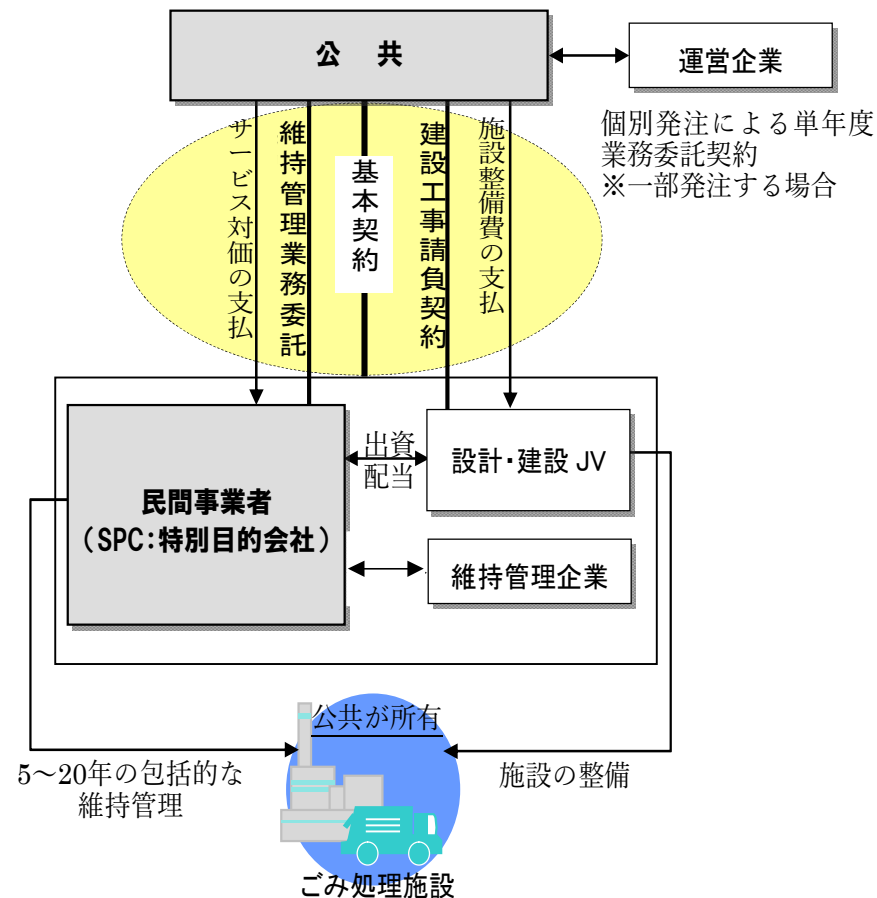 公　共
運営企業
個別発注による単年度
業務委託契約
※一部発注する場合
サービス対価の支払
維持管理業務委託
基本契約
建設工事請負契約
施設整備費の支払
民間事業者
（SPC：特別目的会社）
出資
配当
設計・建設 JV
維持管理企業
公共が所有
5～20年の包括的な
維持管理
施設の整備
ごみ処理施設